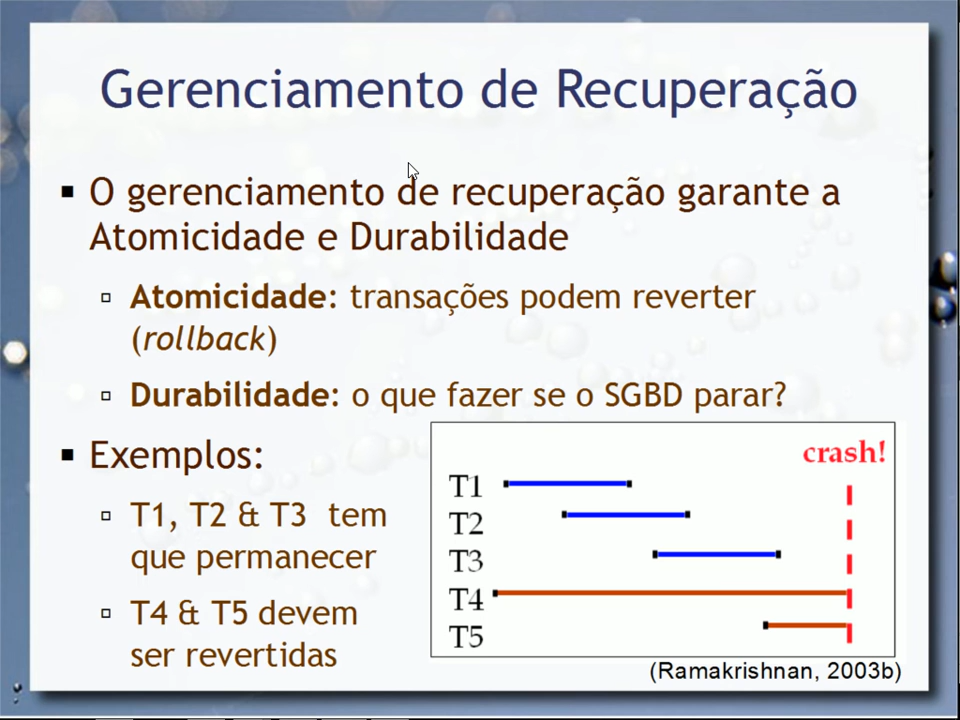 Gerenciamento de Recuperação
▪ O gerenciamento de recuperação garante a
Atomicidade e Durabilidade
▫ Atomicidade: transações podem reverter
(rollback)
▫ Durabilidade: o que fazer se o SGBD parar?
▪ Exemplos:
▫ T1, T2 & T3 tem
que permanecer
▫ T4 & T5 devem
ser revertidas
crash!
T1
T2
T3
T4
T5
(Ramakrishnan, 2003b)